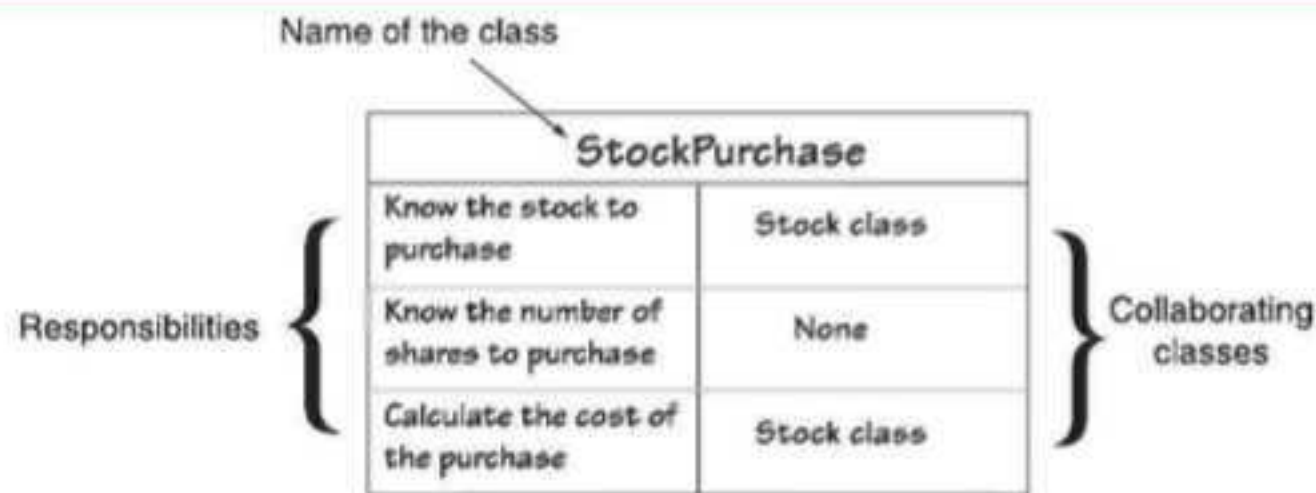 Name of the class
StockPurchase
Know the stock to
purchase
Stock class
Know the number of
shares to purchase
None
Calculate the cost of
the purchase
Stock class
Responsibilities
Collaborating
classes